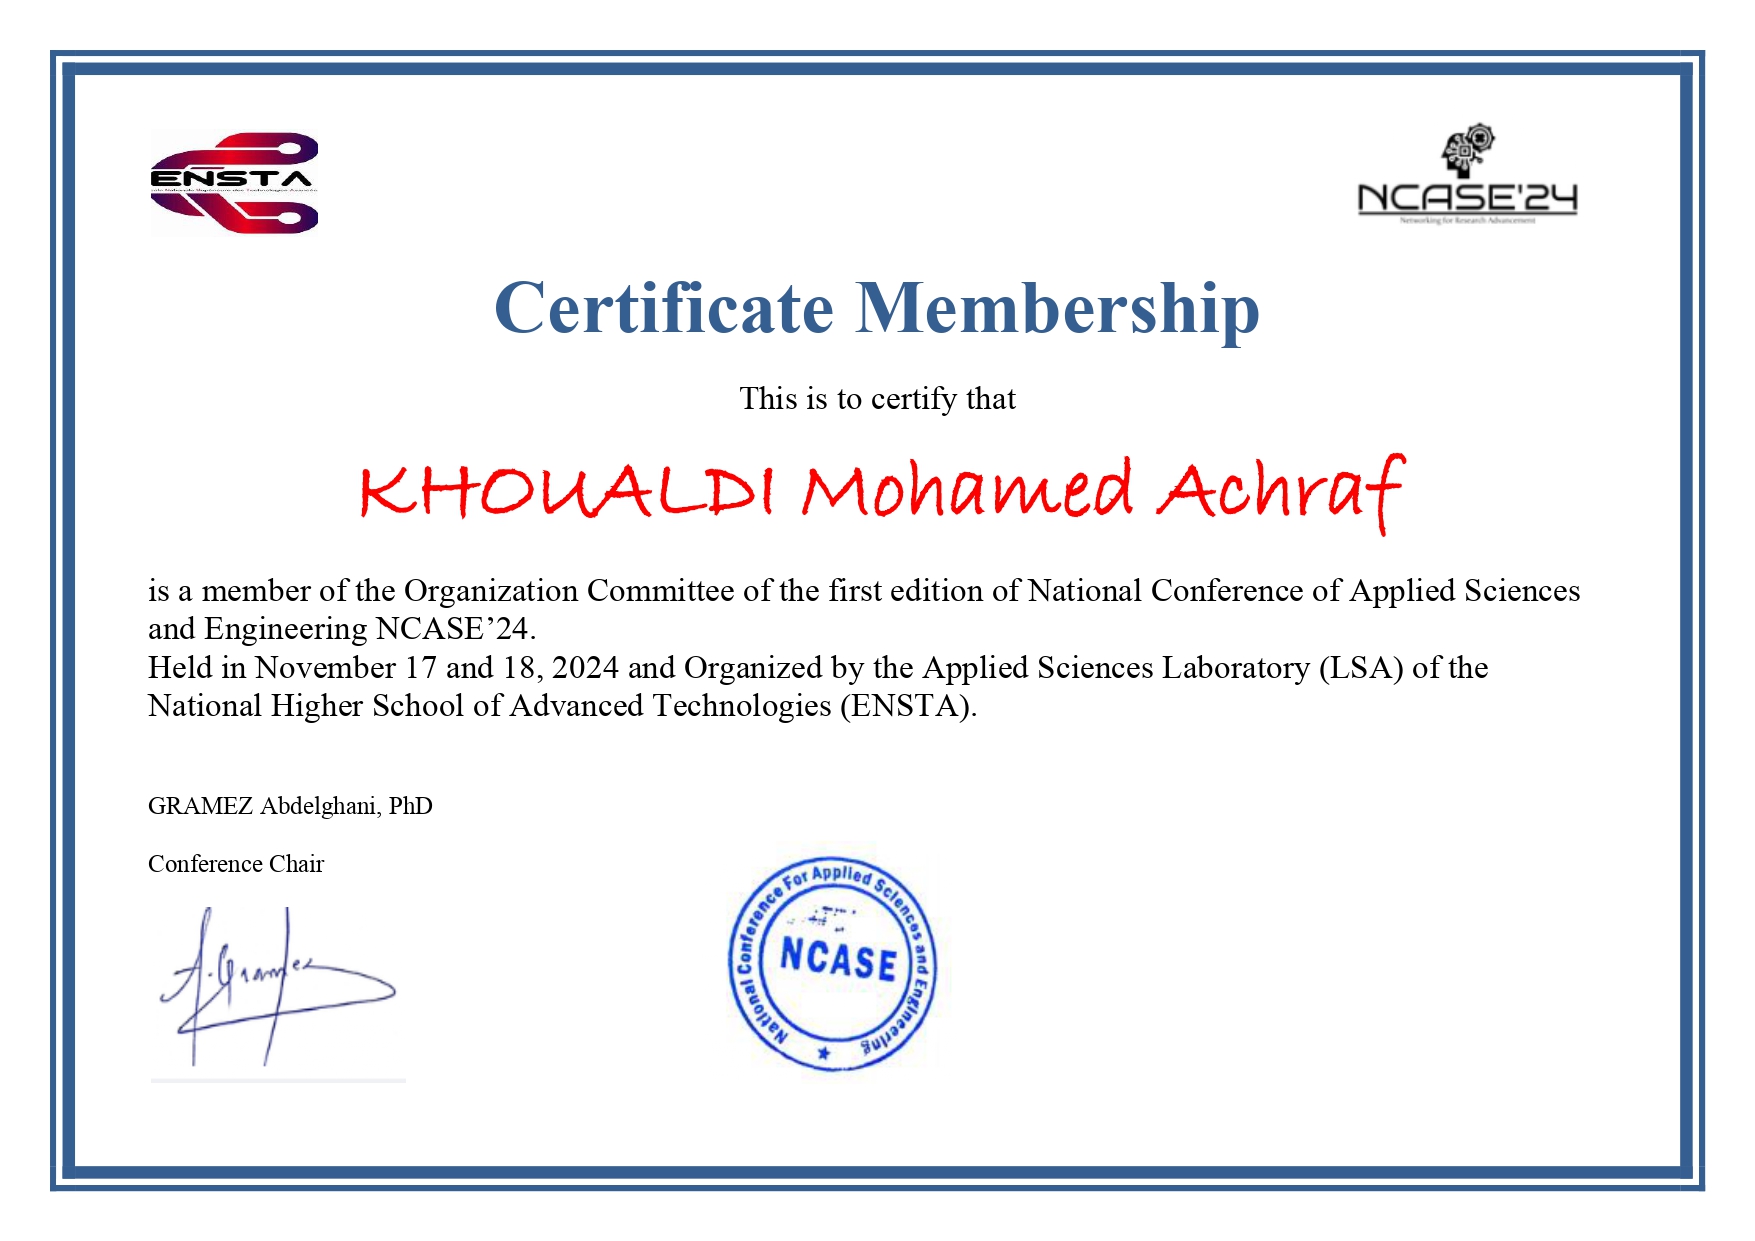 ENSTA
NCASE'24
Networking for Research Advancement
Certificate Membership
This is to certify that
KHOUALDI Mohamed Achraf
is a member of the Organization Committee of the first edition of National Conference of Applied Sciences
and Engineering NCASE’24.
Held in November 17 and 18, 2024 and Organized by the Applied Sciences Laboratory (LSA) of the
National Higher School of Advanced Technologies (ENSTA).
GRAMEZ Abdelghani, PhD
Conference Chair
A. Gramez
National Conference For Applied Sciences and Engineering
NCASE